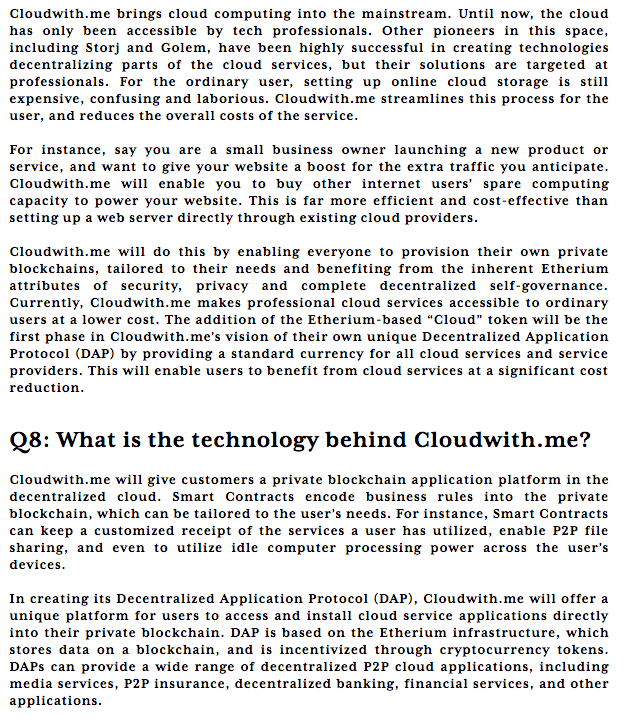 Cloudwith.me brings cloud computing into the mainstream. Until now, the cloud
has only been accessible by tech professionals. Other pioneers in this space,
including Storj and Golem, have been highly successful in creating technologies
decentralizing parts of the cloud services, but their solutions are targeted at
professionals. For the ordinary user, setting up online cloud storage is still
expensive, confusing and laborious. Cloudwith.me streamlines this process for the
user, and reduces the overall costs of the service.
For instance, say you are a small business owner launching a new product or
service, and want to give your website a boost for the extra traffic you anticipate.
Cloudwith.me will enable you to buy other internet users' spare computing
capacity to power your website. This is far more efficient and cost-effective than
setting up a web server directly through existing cloud providers.
Cloudwith.me will do this by enabling everyone to provision their own private
blockchains, tailored to their needs and benefiting from the inherent Etherium
attributes of security, privacy and complete decentralized self-governance.
Currently, Cloudwith.me makes professional cloud services accessible to ordinary
users at a lower cost. The addition of the Etherium-based “Cloud” token will be the
first phase in Cloudwith.me's vision of their own unique Decentralized Application
Protocol (DAP) by providing a standard currency for all cloud services and service
providers. This will enable users to benefit from cloud services at a significant cost
reduction.
Q8: What is the technology behind Cloudwith.me?
Cloudwith.me will give customers a private blockchain application platform in the
decentralized cloud. Smart Contracts encode business rules into the private
blockchain, which can be tailored to the user's needs. For instance, Smart Contracts
can keep a customized receipt of the services a user has utilized, enable P2P file
sharing, and even to utilize idle computer processing power across the user's
devices.
In creating its Decentralized Application Protocol (DAP), Cloudwith.me will offer a
unique platform for users to access and install cloud service applications directly
into their private blockchain. DAP is based on the Etherium infrastructure, which
stores data on a blockchain, and is incentivized through cryptocurrency tokens.
DAPs can provide a wide range of decentralized P2P cloud applications, including
media services, P2P insurance, decentralized banking, financial services, and other
applications.